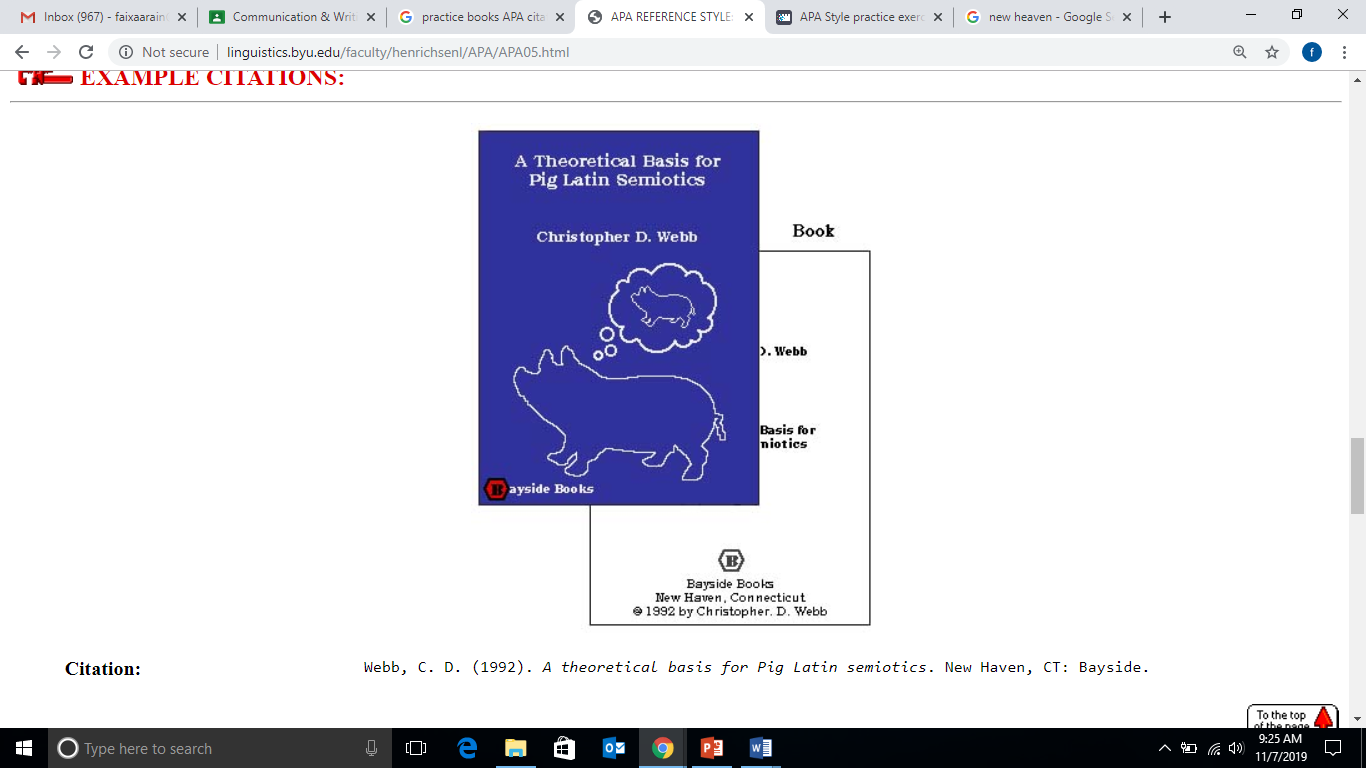 Inbox (967) - faixaarain
Communication & Writ
practice books APA cita
APA REFERENCE STYLE:
APA Style practice exerc
new heaven - Google S
Not secure | linguistics.byu.edu/faculty/henrichsenl/APA/APA05.html
f
EXAMPLE CITATIONS:
A Theoretical Basis for
Pig Latin Semiotics
Christopher D. Webb
Bayside Books
Book
D. Webb
Basis for
miotics
B
Bayside Books
New Haven, Connecticut
© 1992 by Christopher. D. Webb
Citation:
Webb, C. D. (1992). A theoretical basis for Pig Latin semiotics. New Haven, CT: Bayside.
To the top
of the page
Type here to search
9:25 AM
11/7/2019